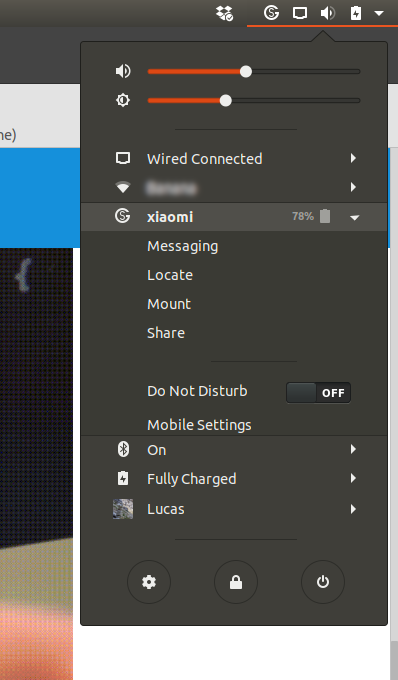 ne)
{
Wired Connected
xiaomi 78%
Messaging
Locate
Mount
Share
Do Not Disturb OFF
Mobile Settings
On
Fully Charged
Lucas